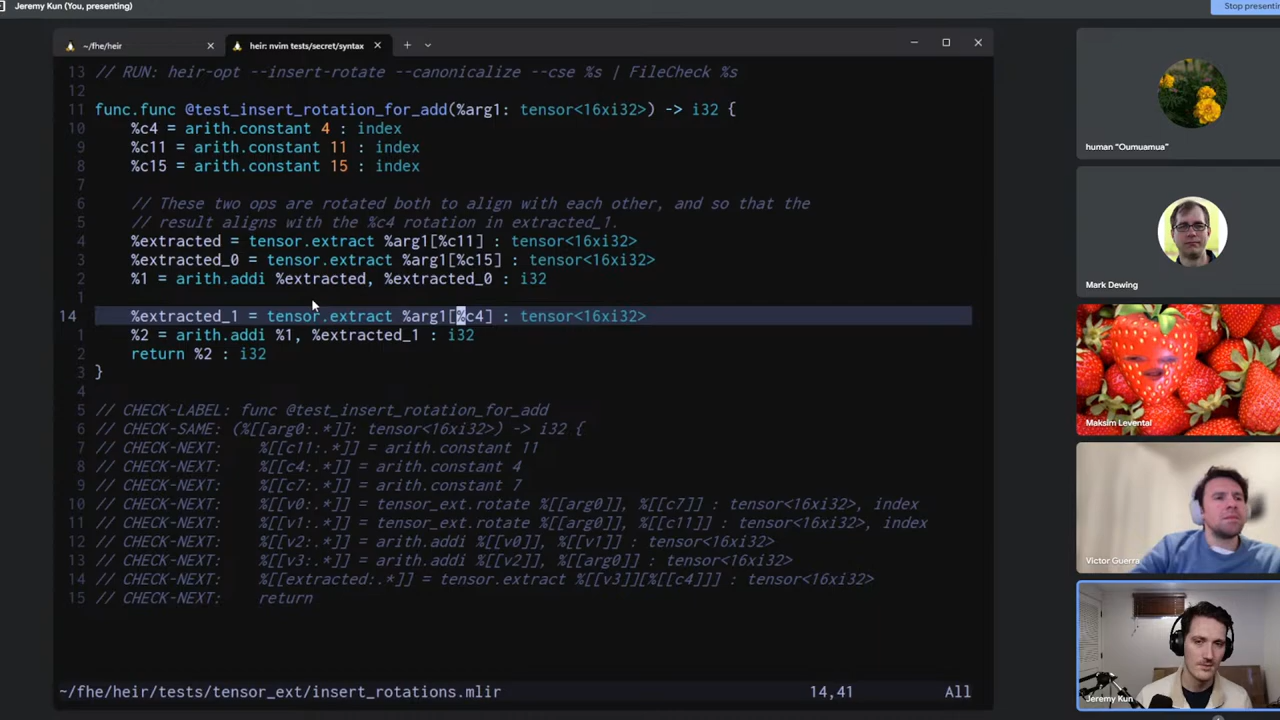 Jeremy Kun (You, presenting)
Stop presenting
~/fhe/heir
heir: nvim tests/secret/syntax
13 // RUN: heir-opt --insert-rotate --canonicalize --cse %s | FileCheck %s
12
11 func.func @test_insert_rotation_for_add(%arg1: tensor<16xi32>) -> i32 {
10 %c4 = arith.constant 4 : index
9 %c11 = arith.constant 11 : index
8 %c15 = arith.constant 15 : index
7
6 // These two ops are rotated both to align with each other, and so that the
5 // result aligns with the %c4 rotation in extracted_1.
4 %extracted = tensor.extract %arg1[%c11] : tensor<16xi32>
3 %extracted_0 = tensor.extract %arg1[%c15] : tensor<16xi32>
2 %1 = arith.addi %extracted, %extracted_0 : i32
1
14 %extracted_1 = tensor.extract %arg1[%c4] : tensor<16xi32>
1 %2 = arith.addi %1, %extracted_1 : i32
2 return %2 : i32
3 }
4
5 // CHECK-LABEL: func @test_insert_rotation_for_add
6 // CHECK-SAME: (%[[arg0:.*]]: tensor<16xi32>) -> i32 {
7 // CHECK-NEXT: %[[c11:.*]] = arith.constant 11
8 // CHECK-NEXT: %[[c4:.*]] = arith.constant 4
9 // CHECK-NEXT: %[[c7:.*]] = arith.constant 7
10 // CHECK-NEXT: %[[v0:.*]] = tensor_ext.rotate %[[arg0]], %[[c7]] : tensor<16xi32>, index
11 // CHECK-NEXT: %[[v1:.*]] = tensor_ext.rotate %[[arg0]], %[[c11]] : tensor<16xi32>, index
12 // CHECK-NEXT: %[[v2:.*]] = arith.addi %[[v0]], %[[v1]] : tensor<16xi32>
13 // CHECK-NEXT: %[[v3:.*]] = arith.addi %[[v2]], %[[arg0]] : tensor<16xi32>
14 // CHECK-NEXT: %[[extracted:.*]] = tensor.extract %[[v3]][%[[c4]]] : tensor<16xi32>
15 // CHECK-NEXT: return
~/fhe/heir/tests/tensor_ext/insert_rotations.mlir 14,41 All
human "Oumuamua"
Mark Dewing
Maksim Levental
Victor Guerra
Jeremy Kun